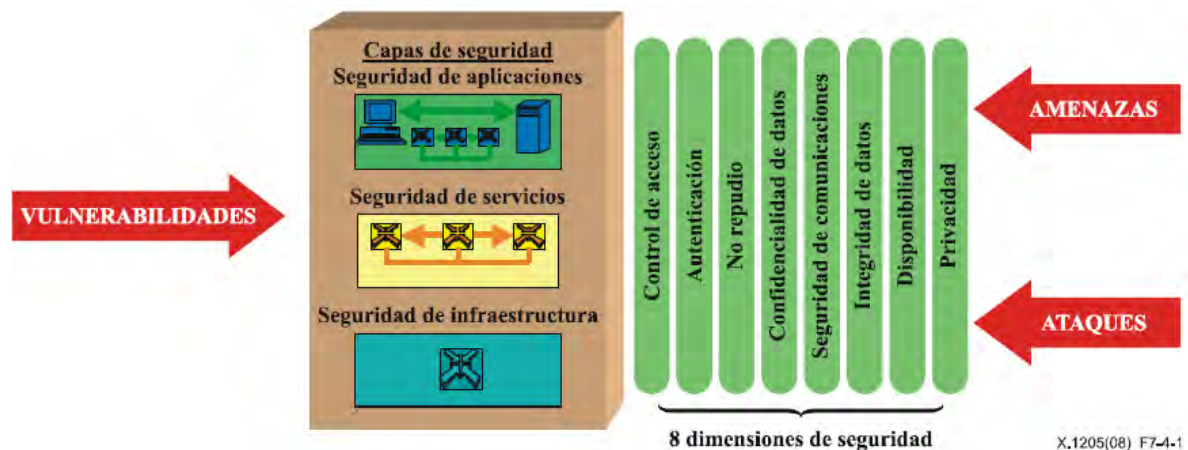 Capas de seguridad
Seguridad de aplicaciones
VULNERABILIDADES
Seguridad de servicios
Seguridad de infraestructura
Control de acceso
Autenticación
No repudio
Confidencialidad de datos
Seguridad de comunicaciones
Integridad de datos
Disponibilidad
Privacidad
AMENAZAS
ATAQUES
8 dimensiones de seguridad
X.1205(08)_F7-4-1